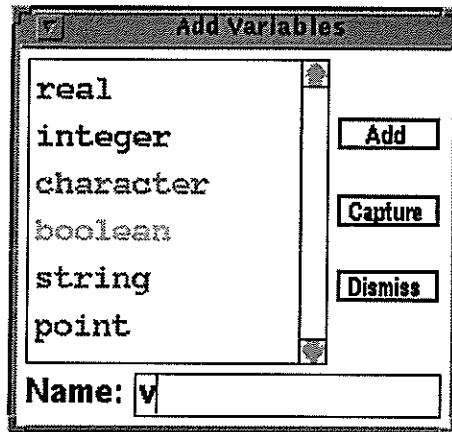 Add Variables
real
integer
character
boolean
string
point
Add
Capture
Dismiss
Name: v